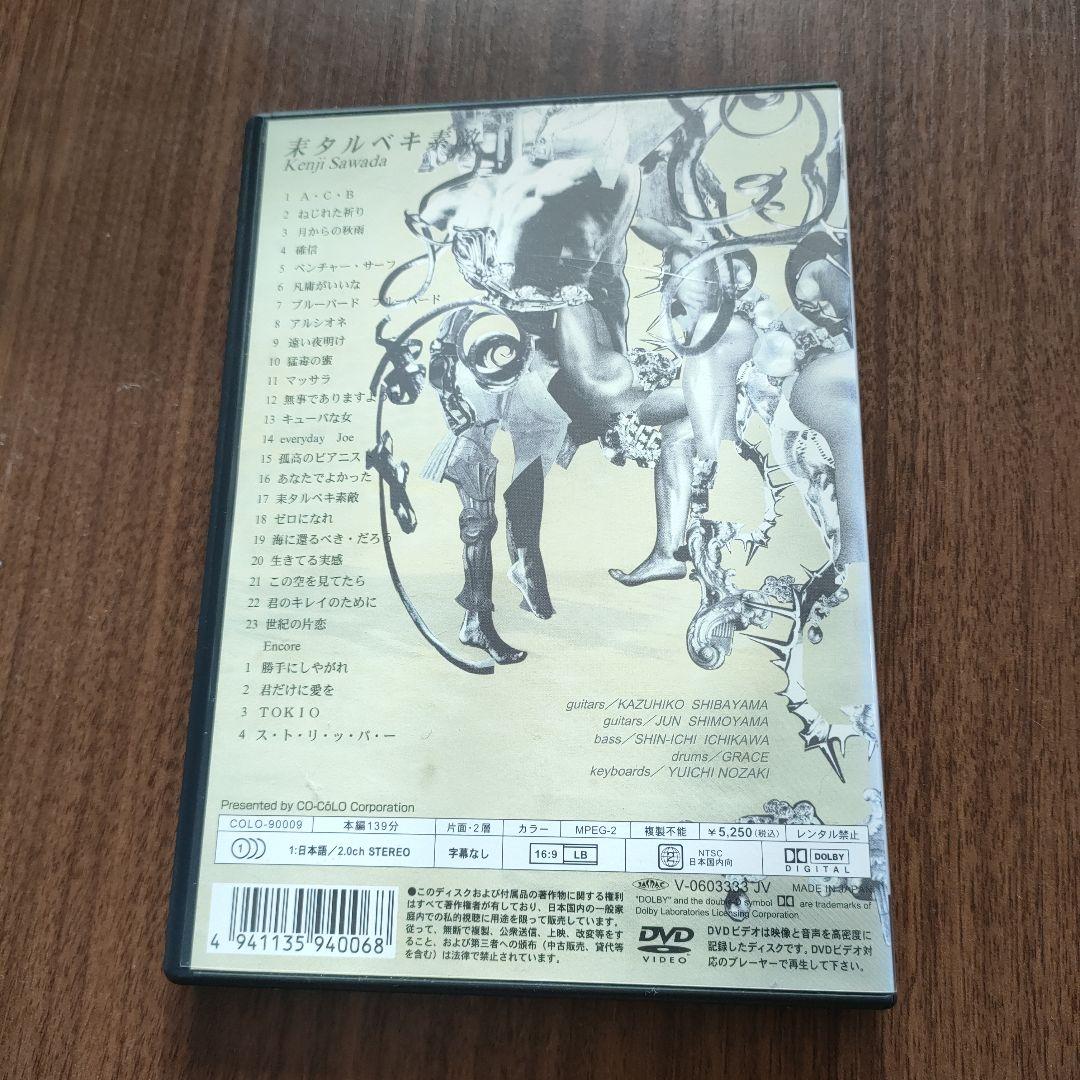 末タルベキ素敵
Kenji Sawada
1 A・C・B
2 ねじれた祈り
3 月からの秋雨
4 確信
5 ベンチャー・サーフ
6 凡庸がいいな
7 ブルーバード ブルーバード
8 アルシオネ
9 遠い夜明け
10 猛毒の蜜
11 マッサラ
12 無事でありますよう
13 キューバな女
14 everyday Joe
15 孤高のピアニスト
16 あなたでよかった
17 末タルベキ素敵
18 ゼロになれ
19 海に還るべき・だろう
20 生きてる実感
21 この空を見てたら
22 君のキレイのために
23 世紀の片恋
Encore
1 勝手にしやがれ
2 君だけに愛を
3 TOKIO
4 ス・ト・リ・ッ・パ・ー
guitars／KAZUHIKO SHIBAYAMA
guitars／JUN SHIMOYAMA
bass／SHIN-ICHI ICHIKAWA
drums／GRACE
keyboards／YUICHI NOZAKI
Presented by CO-CóLO Corporation
COLO-90009 本編139分 片面・2層 カラー MPEG-2 複製不能 ￥5,250(税込) レンタル禁止
1 1:日本語／2.0ch STEREO 字幕なし 16:9 LB 2 NTSC 日本国内向 DOLBY DIGITAL
V-0603333 JV MADE IN JAPAN
"DOLBY" and the double-D symbol are trademarks of
Dolby Laboratories Licensing Corporation
●このディスクおよび付属品の著作物に関する権利
はすべて著作権者が有しており、日本国内の一般家
庭内での私的視聴に用途を限って販売しています。
従って、無断で複製、公衆送信、上映、改変等をす
ること、および第三者への頒布（中古販売、貸代等
を含む）は法律で禁止されています。
DVD VIDEO
DVDビデオは映像と音声を高密度に
記録したディスクです。DVDビデオ対
応のプレーヤーで再生して下さい。
4 941135 940068